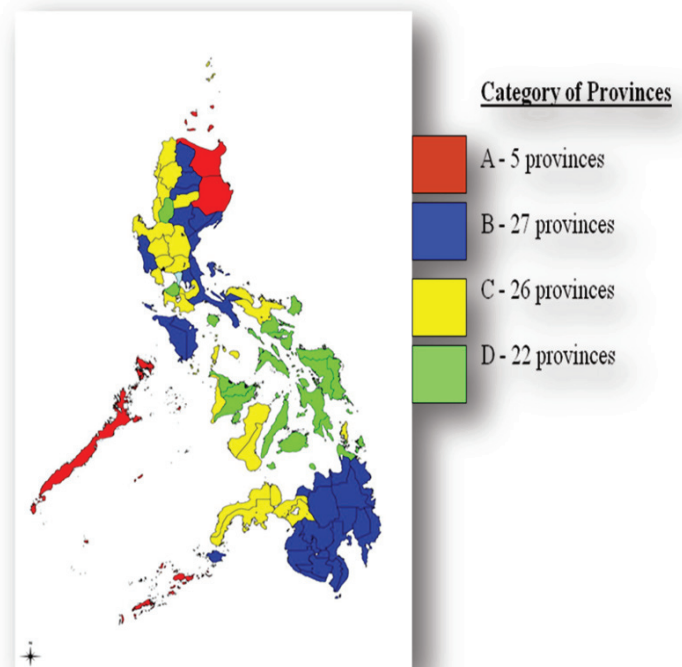 Category of Provinces
A - 5 provinces
B - 27 provinces
C - 26 provinces
D - 22 provinces